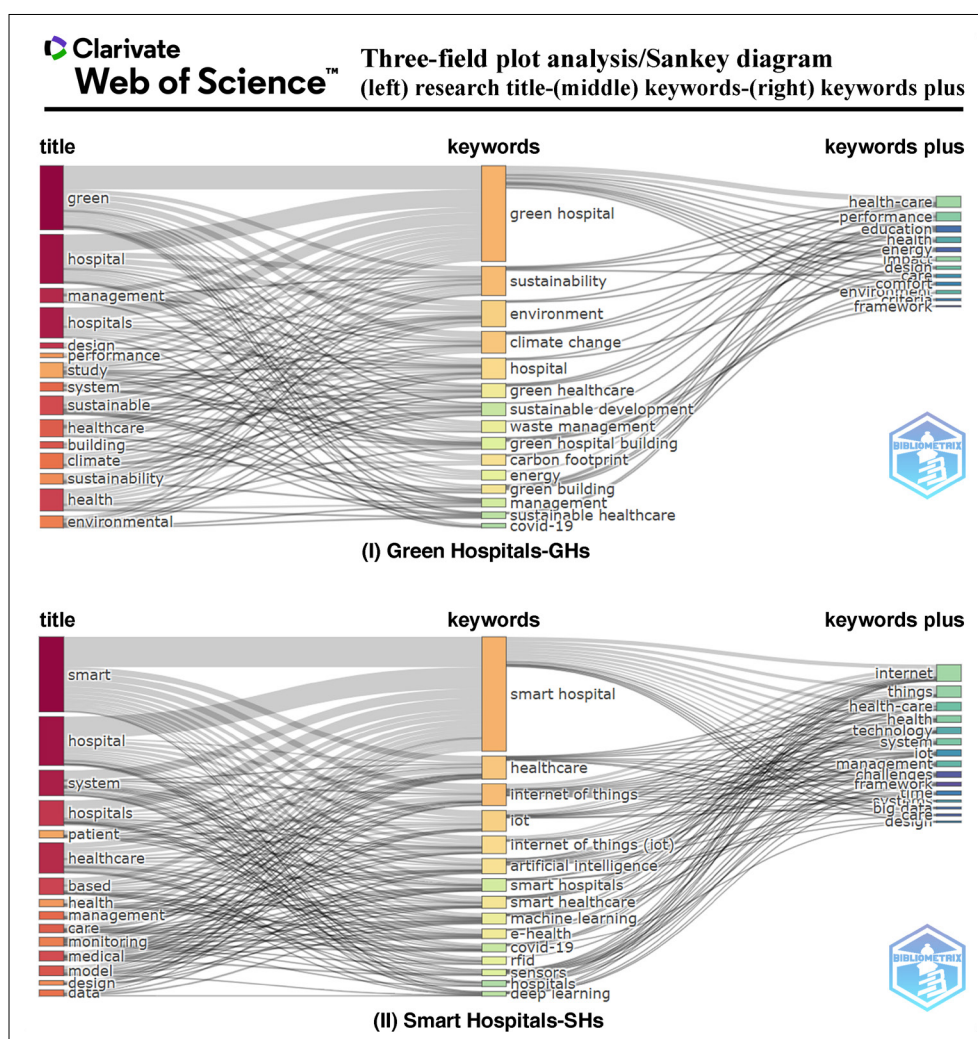 Clarivate
Web of Science™
Three-field plot analysis/Sankey diagram
(left) research title-(middle) keywords-(right) keywords plus
title
keywords
keywords plus
green
hospital
management
hospitals
design
performance
study
system
sustainable
healthcare
building
climate
sustainability
health
environmental
green hospital
sustainability
environment
climate change
hospital
green healthcare
sustainable development
waste management
green hospital building
carbon footprint
energy
green building
management
sustainable healthcare
covid-19
health-care
performance
education
health
energy
impact
design
care
comfort
environment
criteria
framework
BIBLIOMETRIX
(I) Green Hospitals-GHs
title
keywords
keywords plus
smart
hospital
system
hospitals
patient
healthcare
based
health
management
care
monitoring
medical
model
design
data
smart hospital
healthcare
internet of things
iot
internet of things (iot)
artificial intelligence
smart hospitals
smart healthcare
machine learning
e-health
covid-19
rfid
sensors
hospitals
deep learning
internet
things
health-care
health
technology
system
iot
management
challenges
framework
time
systems
big data
care
design
BIBLIOMETRIX
(II) Smart Hospitals-SHs